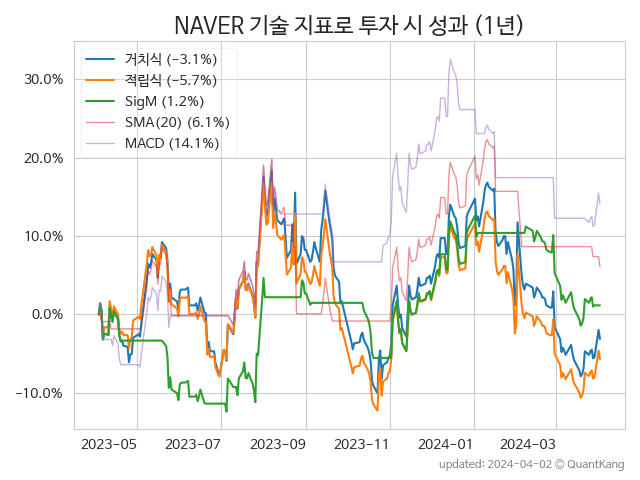 NAVER 기술 지표로 투자 시 성과 (1년)
거치식 (−3.1%)
적립식 (−5.7%)
SigM (1.2%)
SMA(20) (6.1%)
MACD (14.1%)
30.0%
20.0%
10.0%
0.0%
−10.0%
2023-05 2023-07 2023-09 2023-11 2024-01 2024-03
updated: 2024-04-02 © QuantKang